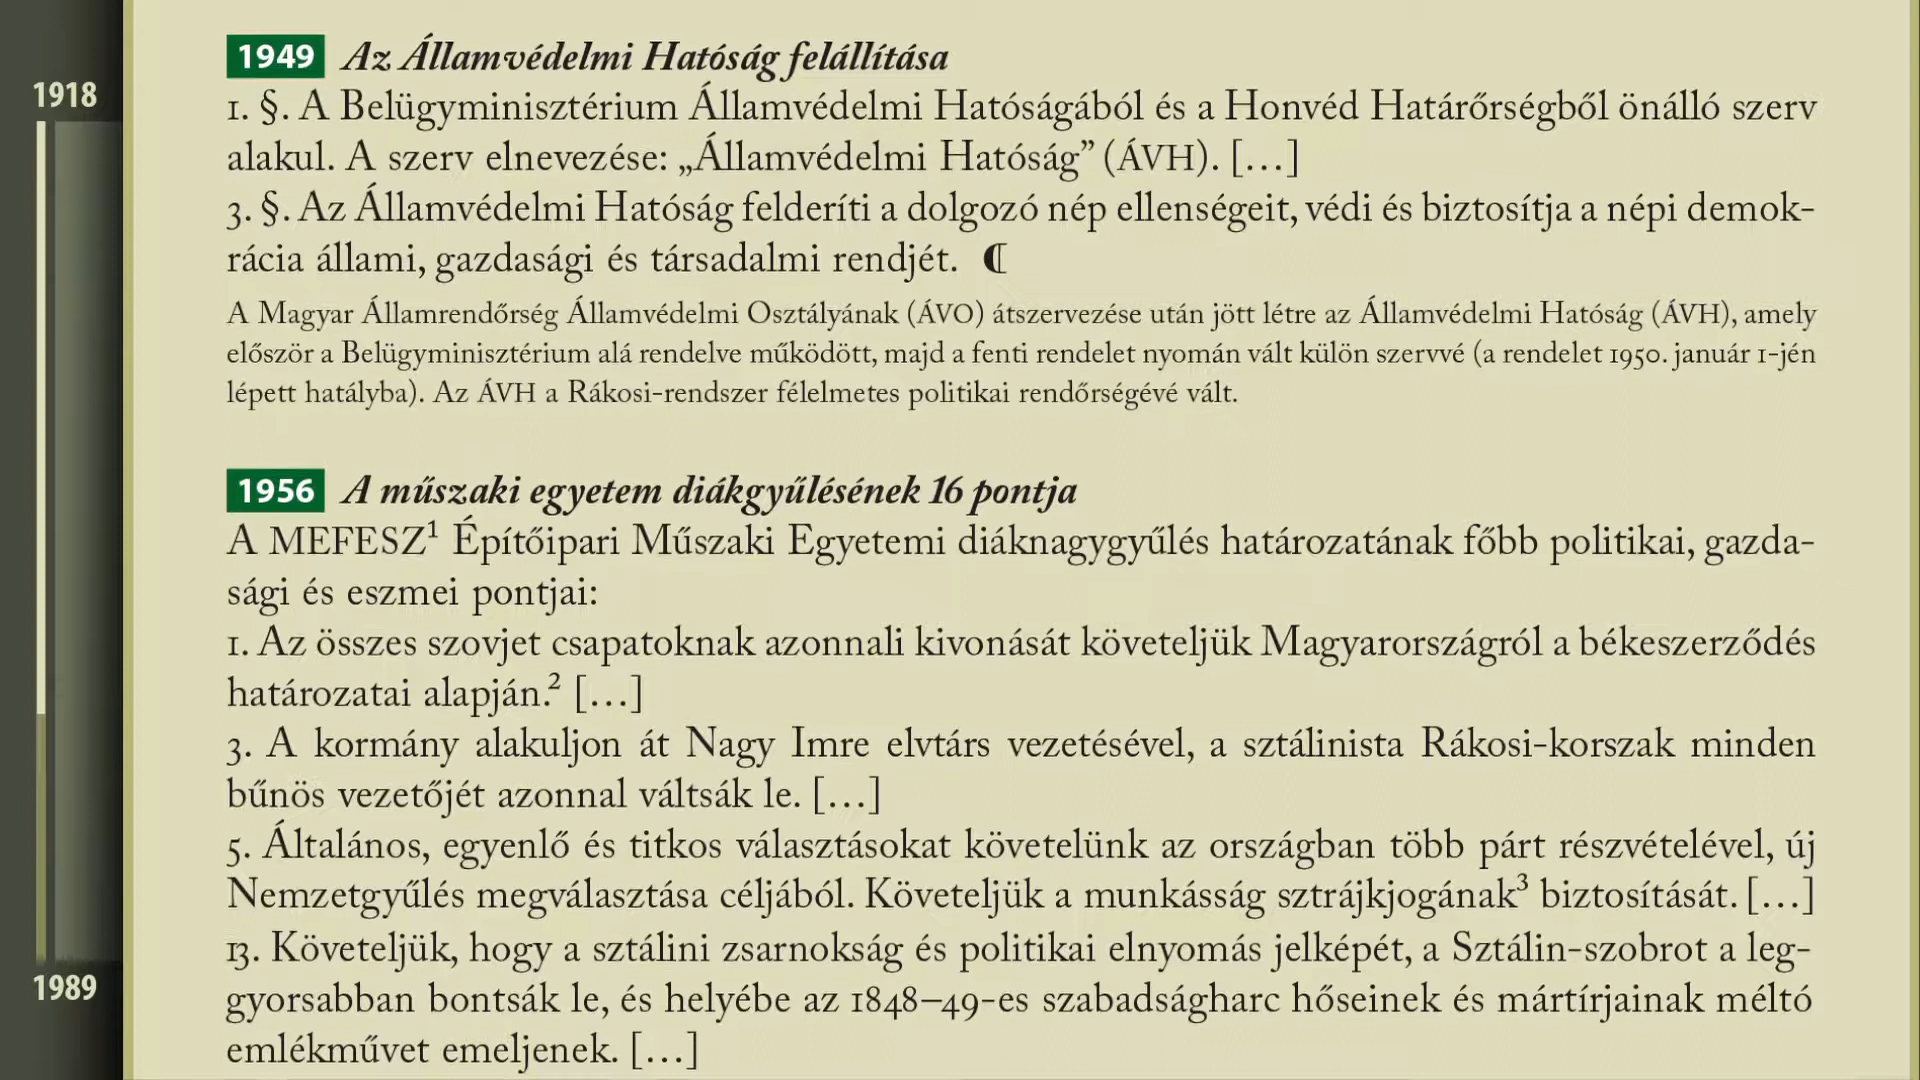 1918
1989
1949 Az Államvédelmi Hatóság felállítása
1. §. A Belügyminisztérium Államvédelmi Hatóságából és a Honvéd Határőrségből önálló szerv
alakul. A szerv elnevezése: „Államvédelmi Hatóság” (ÁVH). […]
3. §. Az Államvédelmi Hatóság felderíti a dolgozó nép ellenségeit, védi és biztosítja a népi demok-
rácia állami, gazdasági és társadalmi rendjét. ⁋
A Magyar Államrendőrség Államvédelmi Osztályának (ÁVO) átszervezése után jött létre az Államvédelmi Hatóság (ÁVH), amely
először a Belügyminisztérium alá rendelve működött, majd a fenti rendelet nyomán vált külön szervvé (a rendelet 1950. január 1-jén
lépett hatályba). Az ÁVH a Rákosi-rendszer félelmetes politikai rendőrségévé vált.
1956 A műszaki egyetem diákgyűlésének 16 pontja
A MEFESZ¹ Építőipari Műszaki Egyetemi diáknagygyűlés határozatának főbb politikai, gazda-
sági és eszmei pontjai:
1. Az összes szovjet csapatoknak azonnali kivonását követeljük Magyarországról a békeszerződés
határozatai alapján.² […]
3. A kormány alakuljon át Nagy Imre elvtárs vezetésével, a sztálinista Rákosi-korszak minden
bűnös vezetőjét azonnal váltsák le. […]
5. Általános, egyenlő és titkos választásokat követelünk az országban több párt részvételével, új
Nemzetgyűlés megválasztása céljából. Követeljük a munkásság sztrájkjogának³ biztosítását. […]
13. Követeljük, hogy a sztálini zsarnokság és politikai elnyomás jelképét, a Sztálin-szobrot a leg-
gyorsabban bontsák le, és helyébe az 1848–49-es szabadságharc hőseinek és mártírjainak méltó
emlékművet emeljenek. […]